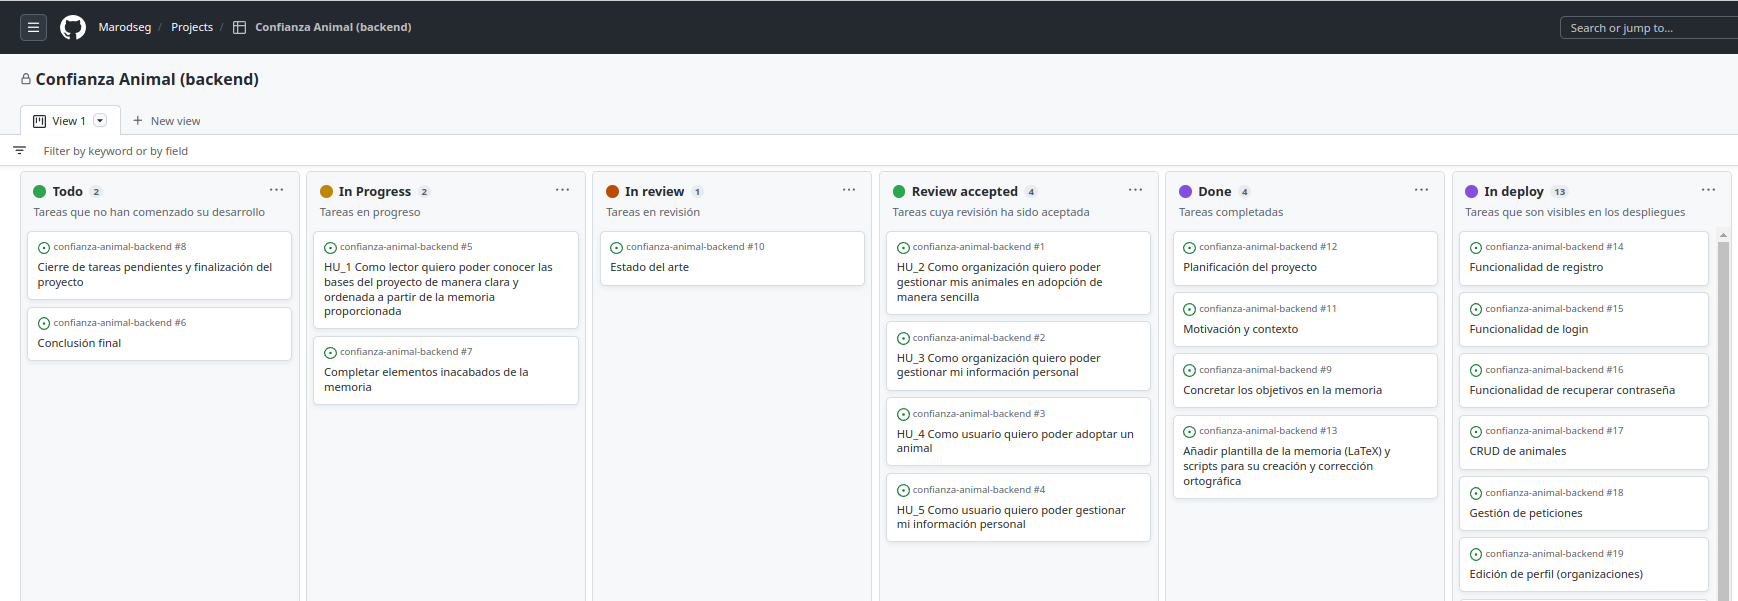 Marodseg / Projects / Confianza Animal (backend)
Search or jump to...
Confianza Animal (backend)
View 1
New view
Filter by keyword or by field
Todo 2
Tareas que no han comenzado su desarrollo
confianza-animal-backend #8
Cierre de tareas pendientes y finalización del
proyecto
confianza-animal-backend #6
Conclusión final
In Progress 2
Tareas en progreso
confianza-animal-backend #5
HU_1 Como lector quiero poder conocer las
bases del proyecto de manera clara y
ordenada a partir de la memoria
proporcionada
confianza-animal-backend #7
Completar elementos inacabados de la
memoria
In review 1
Tareas en revisión
confianza-animal-backend #10
Estado del arte
Review accepted 4
Tareas cuya revisión ha sido aceptada
confianza-animal-backend #1
HU_2 Como organización quiero poder
gestionar mis animales en adopción de
manera sencilla
confianza-animal-backend #2
HU_3 Como organización quiero poder
gestionar mi información personal
confianza-animal-backend #3
HU_4 Como usuario quiero poder adoptar un
animal
confianza-animal-backend #4
HU_5 Como usuario quiero poder gestionar
mi información personal
Done 4
Tareas completadas
confianza-animal-backend #12
Planificación del proyecto
confianza-animal-backend #11
Motivación y contexto
confianza-animal-backend #9
Concretar los objetivos en la memoria
confianza-animal-backend #13
Añadir plantilla de la memoria (LaTeX) y
scripts para su creación y corrección
ortográfica
In deploy 13
Tareas que son visibles en los despliegues
confianza-animal-backend #14
Funcionalidad de registro
confianza-animal-backend #15
Funcionalidad de login
confianza-animal-backend #16
Funcionalidad de recuperar contraseña
confianza-animal-backend #17
CRUD de animales
confianza-animal-backend #18
Gestión de peticiones
confianza-animal-backend #19
Edición de perfil (organizaciones)